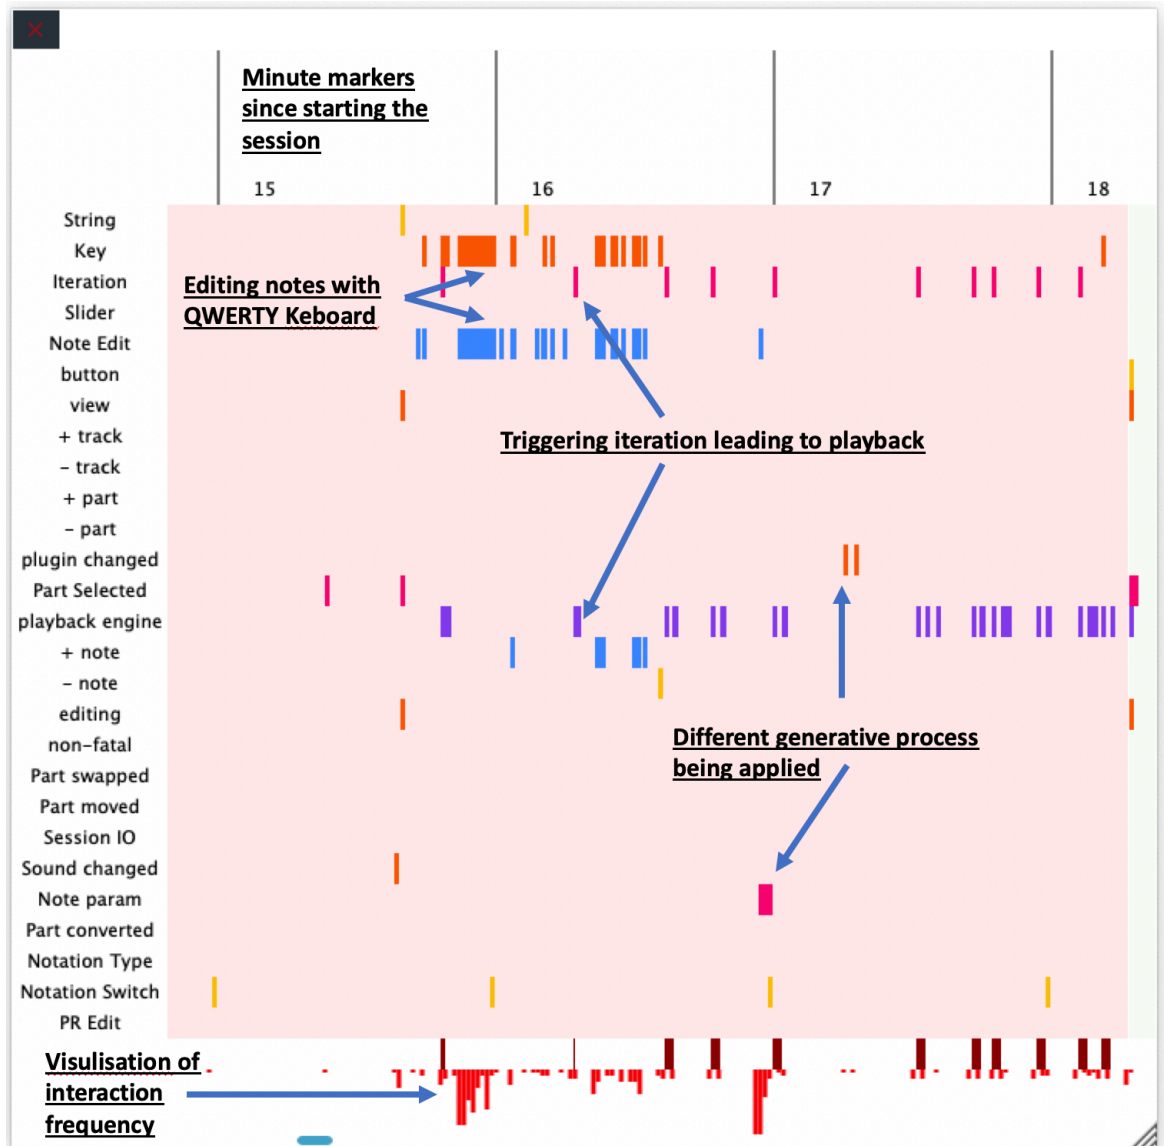 Minute markers
since starting the
session
15
16
17
18
String
Key
Iteration
Editing notes with
QWERTY Keboard
Slider
Note Edit
button
view
+ track
Triggering iteration leading to playback
- track
+ part
- part
plugin changed
Part Selected
playback engine
+ note
- note
editing
Different generative process
being applied
non-fatal
Part swapped
Part moved
Session IO
Sound changed
Note param
Part converted
Notation Type
Notation Switch
PR Edit
Visulisation of
interaction
frequency